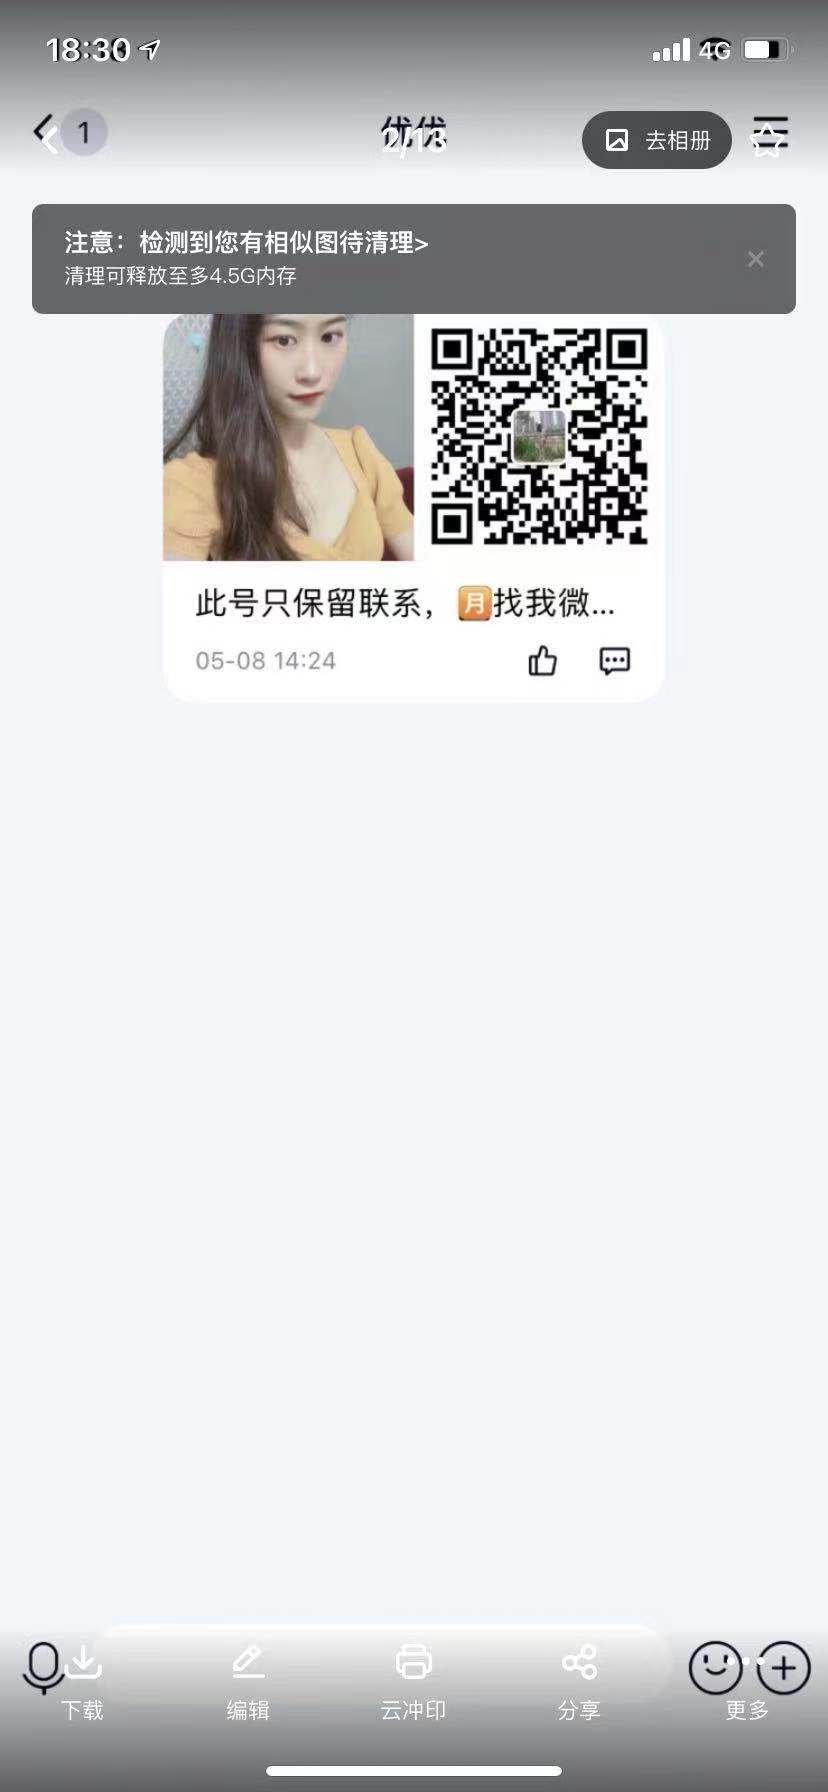 18:30
4G
1
优优
2/13
去相册
注意：检测到您有相似图待清理>
清理可释放至多4.5G内存
此号只保留联系，🈷️找我微...
05-08 14:24
下载
编辑
云冲印
分享
更多